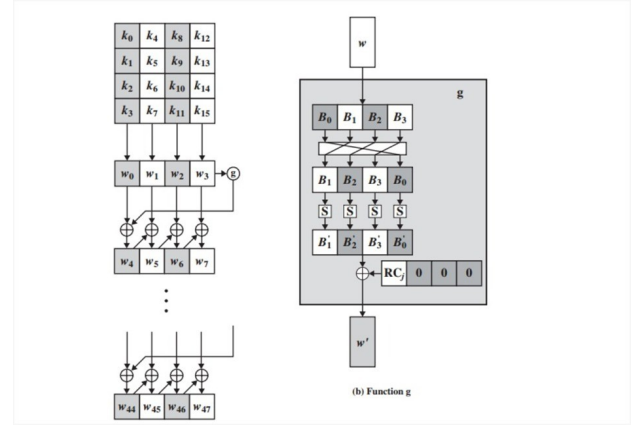 k0 k4 k8 k12
k1 k5 k9 k13
k2 k6 k10 k14
k3 k7 k11 k15
w0 w1 w2 w3 g
w4 w5 w6 w7
w44 w45 w46 w47
w
g
B0 B1 B2 B3
B1 B2 B3 B0
S S S S
B'1 B'2 B'3 B'0
RCj 0 0 0
w'
(b) Function g